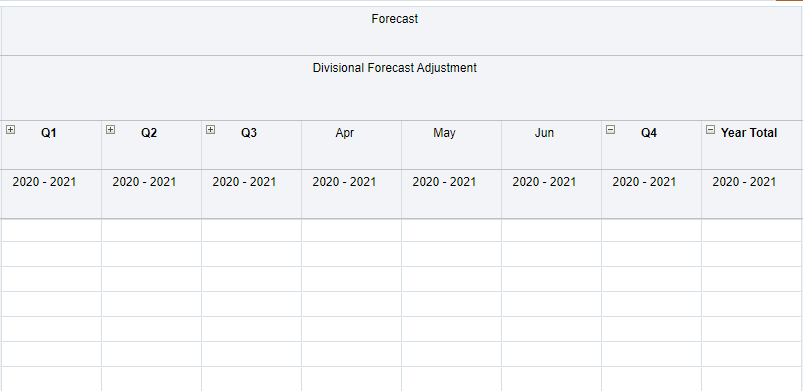 Forecast
Divisional Forecast Adjustment
Q1 Q2 Q3 Apr May Jun Q4 Year Total
2020 - 2021 2020 - 2021 2020 - 2021 2020 - 2021 2020 - 2021 2020 - 2021 2020 - 2021 2020 - 2021